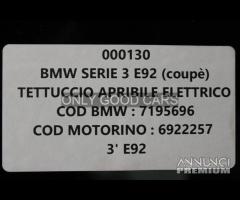 000130
BMW SERIE 3 E92 (coupè)
TETTUCCIO APRIBILE ELETTRICO
ONLY GOOD CARS
COD BMW : 7195696
COD MOTORINO : 6922257
3' E92
ANNUNCI
PREMIUM